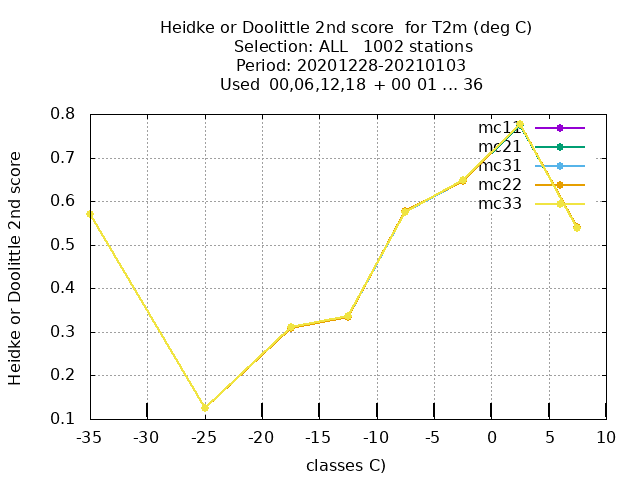 Heidke or Doolittle 2nd score  for T2m (deg C)
Selection: ALL   1002 stations
Period: 20201228-20210103
Used  00,06,12,18  + 00 01 ... 36
Heidke or Doolittle 2nd score
0.8
0.7
0.6
0.5
0.4
0.3
0.2
0.1
mc11
mc21
mc31
mc22
mc33
-35 -30 -25 -20 -15 -10 -5 0 5 10
classes C)